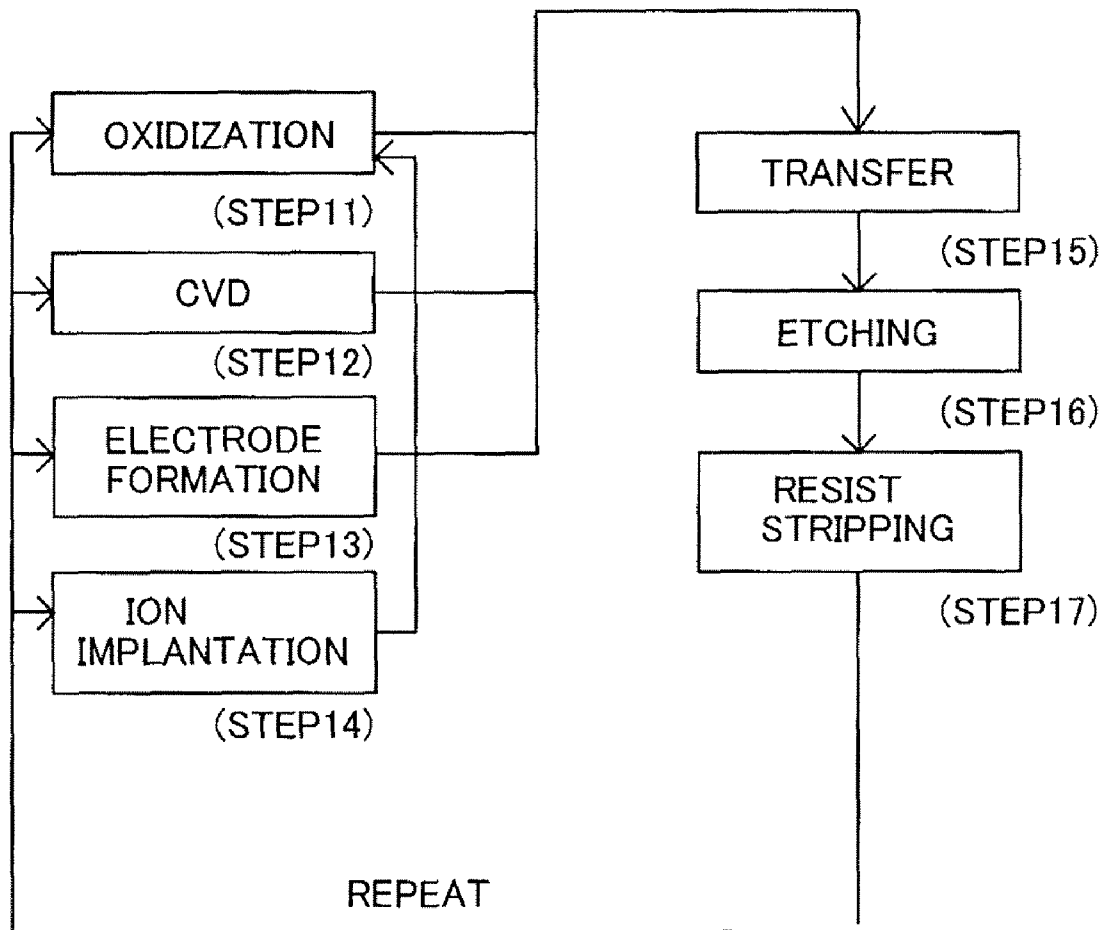 OXIDIZATION
(STEP11)
CVD
(STEP12)
ELECTRODE
FORMATION
(STEP13)
ION
IMPLANTATION
(STEP14)
TRANSFER
(STEP15)
ETCHING
(STEP16)
RESIST
STRIPPING
(STEP17)
REPEAT